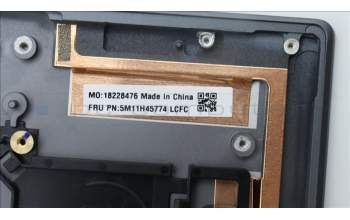 MO:18228476 Made in China
FRU PN:5M11H45774 LCFC